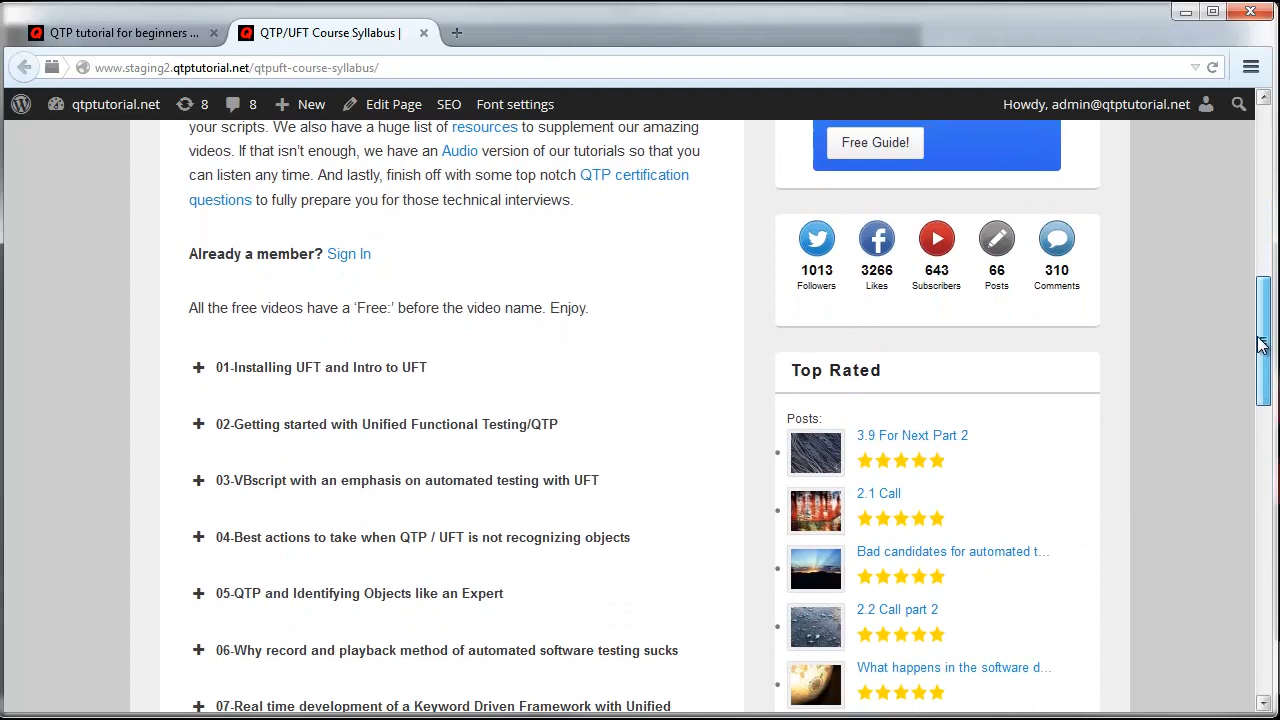 QTP tutorial for beginners ...
QTP/UFT Course Syllabus |
www.staging2.qtptutorial.net/qtpuft-course-syllabus/
qtptutorial.net 8 8 New Edit Page SEO Font settings Howdy, admin@qtptutorial.net
your scripts. We also have a huge list of resources to supplement our amazing
videos. If that isn’t enough, we have an Audio version of our tutorials so that you
can listen any time. And lastly, finish off with some top notch QTP certification
questions to fully prepare you for those technical interviews.
Already a member? Sign In
All the free videos have a ‘Free:’ before the video name. Enjoy.
01-Installing UFT and Intro to UFT
02-Getting started with Unified Functional Testing/QTP
03-VBscript with an emphasis on automated testing with UFT
04-Best actions to take when QTP / UFT is not recognizing objects
05-QTP and Identifying Objects like an Expert
06-Why record and playback method of automated software testing sucks
07-Real time development of a Keyword Driven Framework with Unified
Free Guide!
1013 3266 643 66 310
Followers Likes Subscribers Posts Comments
Top Rated
Posts:
3.9 For Next Part 2
2.1 Call
Bad candidates for automated t...
2.2 Call part 2
What happens in the software d...